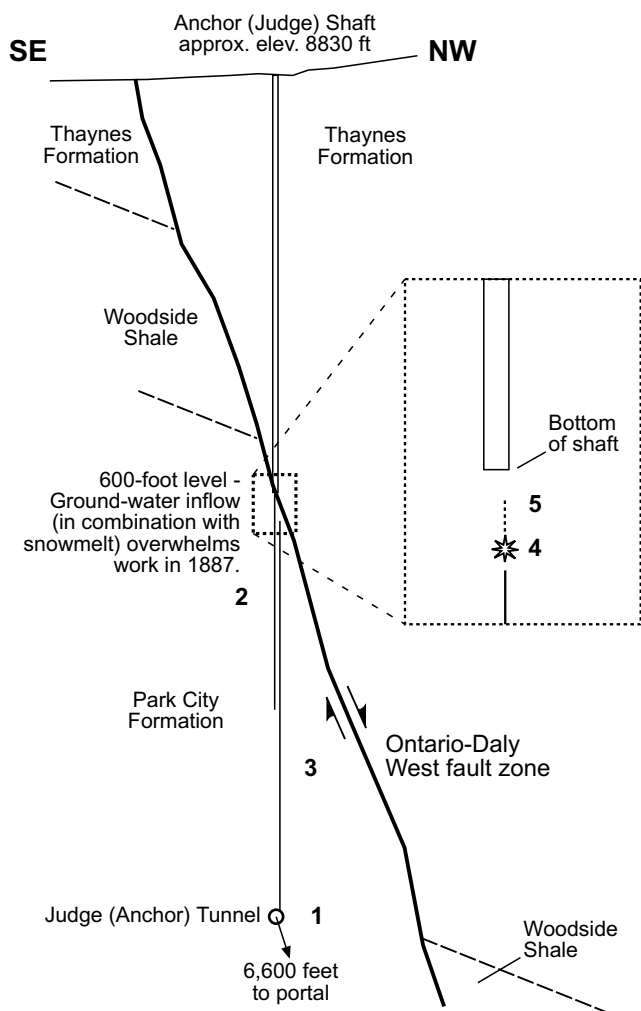 Anchor (Judge) Shaft
approx. elev. 8830 ft
SE
NW
Thaynes
Formation
Thaynes
Formation
Woodside
Shale
Bottom
of shaft
600-foot level -
Ground-water inflow
(in combination with
snowmelt) overwhelms
work in 1887.
5
4
2
Park City
Formation
Ontario-Daly
West fault zone
3
Judge (Anchor) Tunnel
1
6,600 feet
to portal
Woodside
Shale